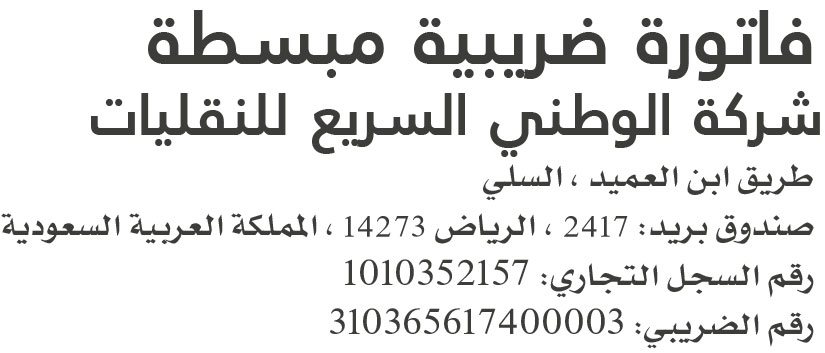 فاتورة ضريبية مبسطة
شركة الوطني السريع للنقليات
طريق ابن العميد ، السلي
صندوق بريد: 2417 ، الرياض 14273 ، المملكة العربية السعودية
رقم السجل التجاري: 1010352157
رقم الضريبي: 310365617400003